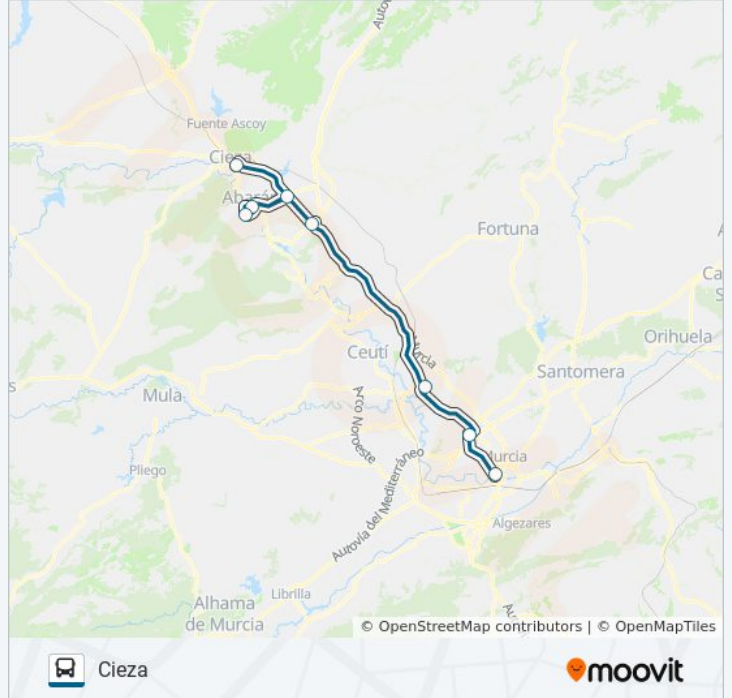 Fuente Ascoy
Cieza
Abarán
Fortuna
Orihuela
Ceutí
Santomera
Mula
Arco Noroeste
Murcia
Pliego
Autovía del Mediterráneo
Algezares
Librilla
Alhama
de Murcia
© OpenStreetMap contributors | © OpenMapTiles
Cieza
moovit